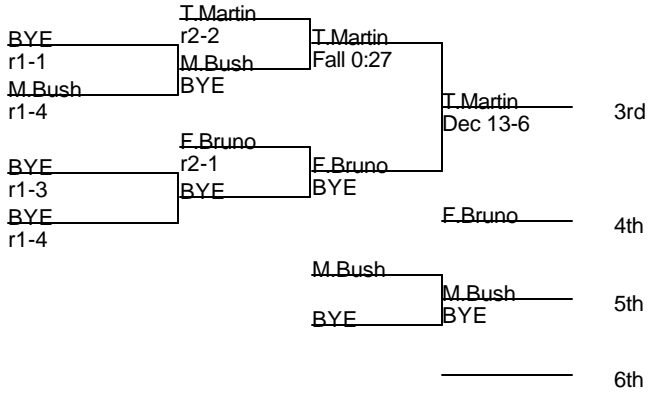 T.Martin
r2-2
BYE
r1-1
M.Bush
BYE
M.Bush
r1-4
T.Martin
Fall 0:27
T.Martin
Dec 13-6
3rd
F.Bruno
r2-1
BYE
r1-3
BYE
BYE
r1-4
F.Bruno
BYE
F.Bruno
4th
M.Bush
BYE
M.Bush
BYE
5th
6th